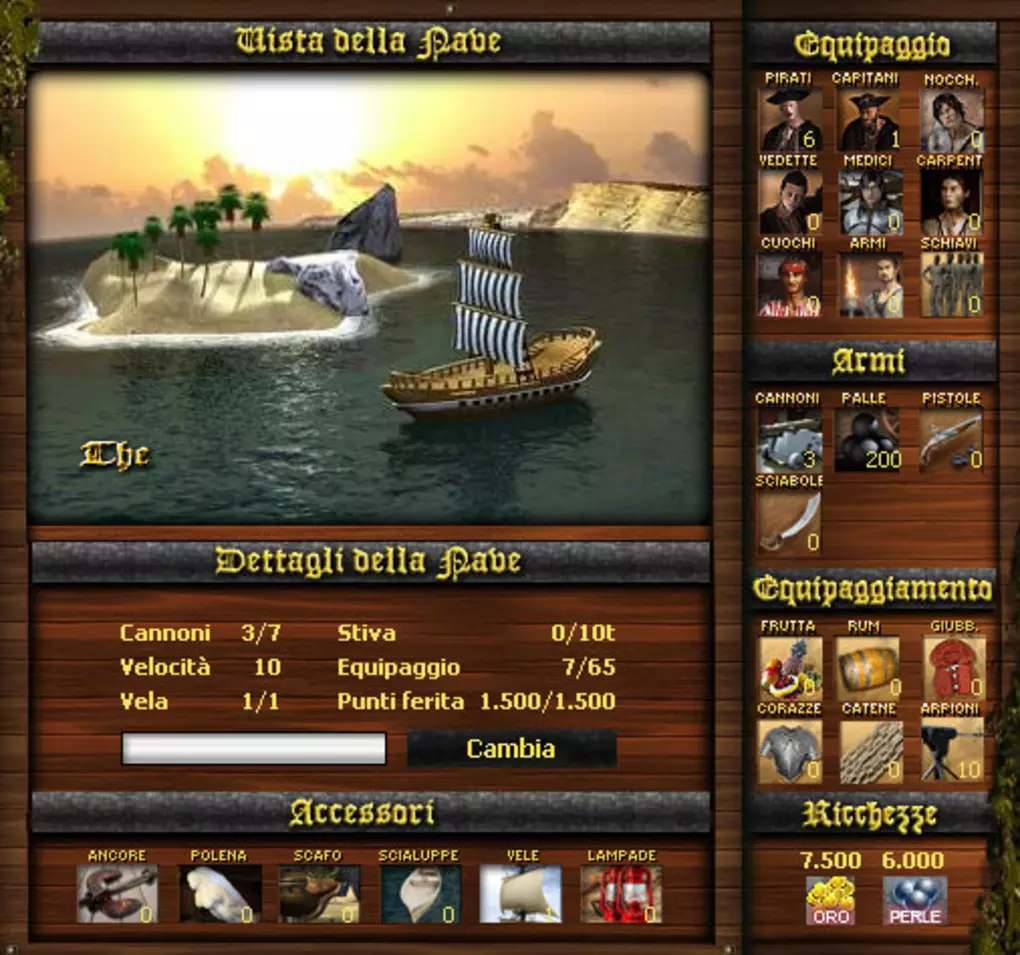 Vista della Nave
The
Dettagli della Nave
Cannoni 3/7 Stiva 0/10t
Velocità 10 Equipaggio 7/65
Vela 1/1 Punti ferita 1.500/1.500
Cambia
Accessori
ANCORE POLENA SCAFO SCIALUPPE VELE LAMPADE
0 0 0 0 1 0
Equipaggio
PIRATI CAPITANI NOCCH.
6 1 0
VEDETTE MEDICI CARPENT
0 0 0
CUOCHI ARMI SCHIAVI
0 0 0
Armi
CANNONI PALLE PISTOLE
3 200 0
SCIABOLE
0
Equipaggiamento
FRUTTA RUM GIUBB.
0 0 0
CORAZZE CATENE ARPIONI
0 0 10
Ricchezze
7.500 6.000
ORO PERLE